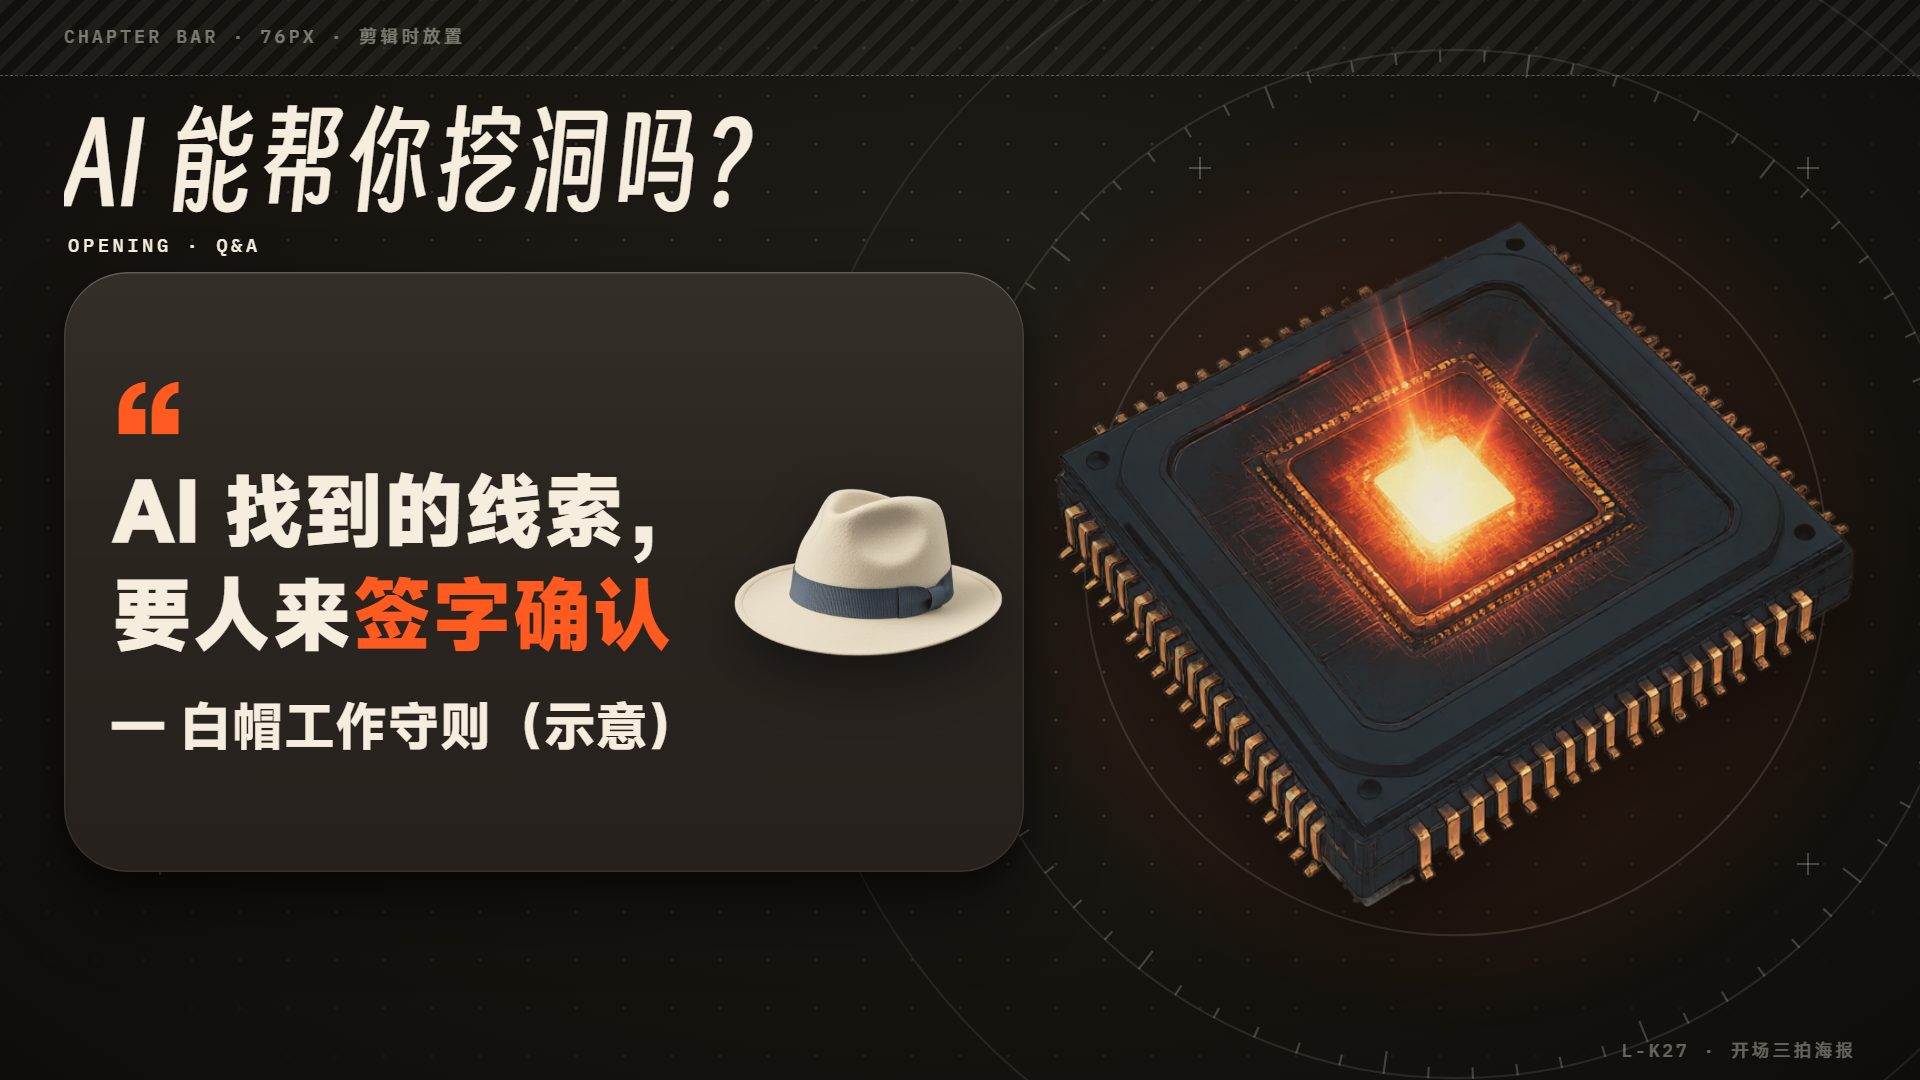 CHAPTER BAR · 76PX · 剪辑时放置
AI 能帮你挖洞吗？
OPENING · Q&A
“
AI 找到的线索，
要人来签字确认
— 白帽工作守则（示意）
L-K27 · 开场三拍海报